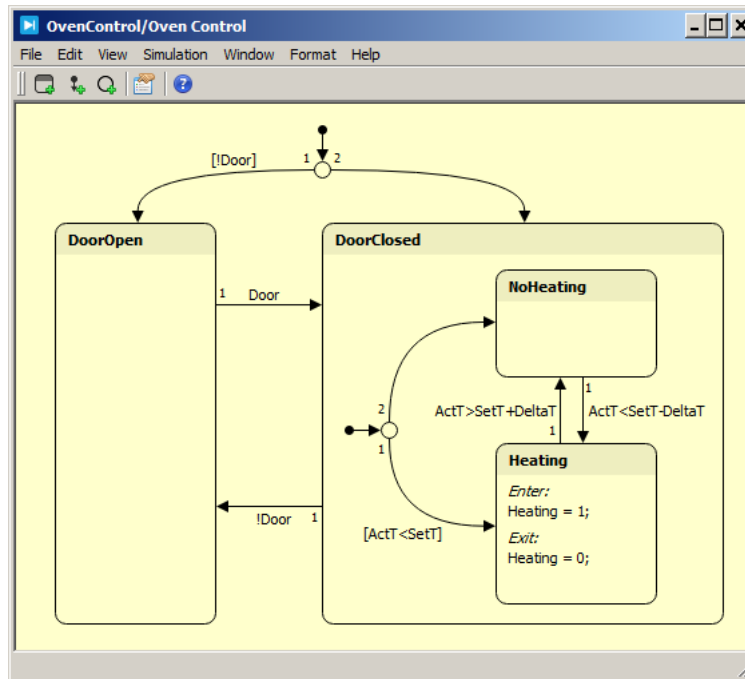 OvenControl/Oven Control
File Edit View Simulation Window Format Help
[!Door] 1 2
DoorOpen
DoorClosed
1 Door
NoHeating
2
ActT>SetT+DeltaT
1
1
ActT<SetT-DeltaT
1
Heating
Enter:
Heating = 1;
Exit:
Heating = 0;
!Door 1
[ActT<SetT]